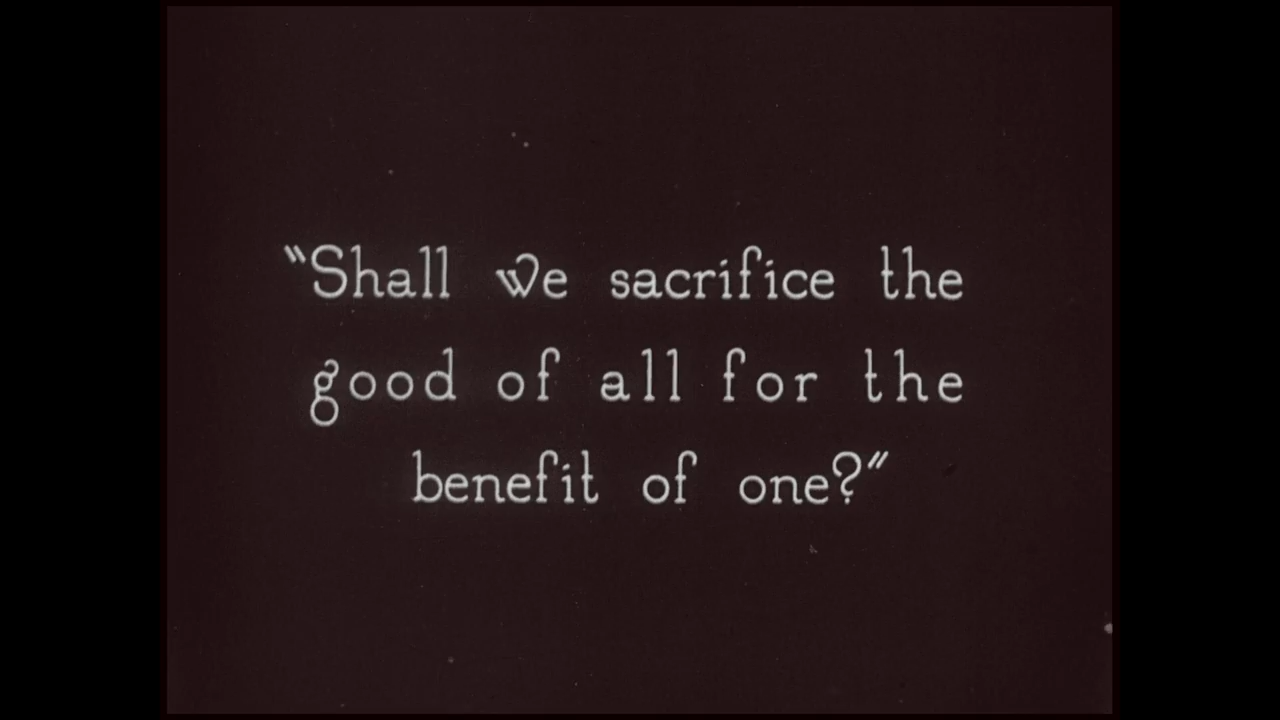 "Shall we sacrifice the
good of all for the
benefit of one?"